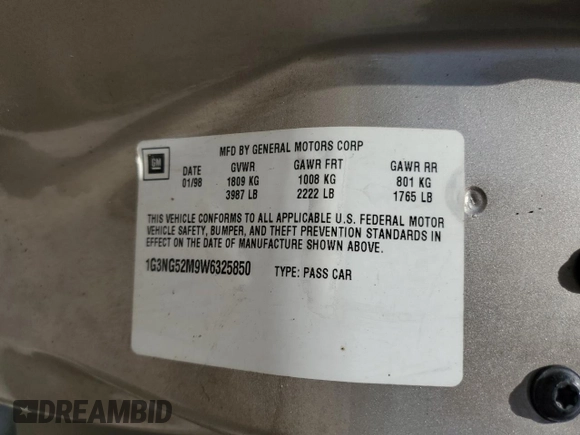 MFD BY GENERAL MOTORS CORP
GM
DATE GVWR GAWR FRT GAWR RR
01/98 1809 KG 1008 KG 801 KG
3987 LB 2222 LB 1765 LB
THIS VEHICLE CONFORMS TO ALL APPLICABLE U.S. FEDERAL MOTOR
VEHICLE SAFETY, BUMPER, AND THEFT PREVENTION STANDARDS IN
EFFECT ON THE DATE OF MANUFACTURE SHOWN ABOVE.
1G3NG52M9W6325850 TYPE: PASS CAR
DREAMBID